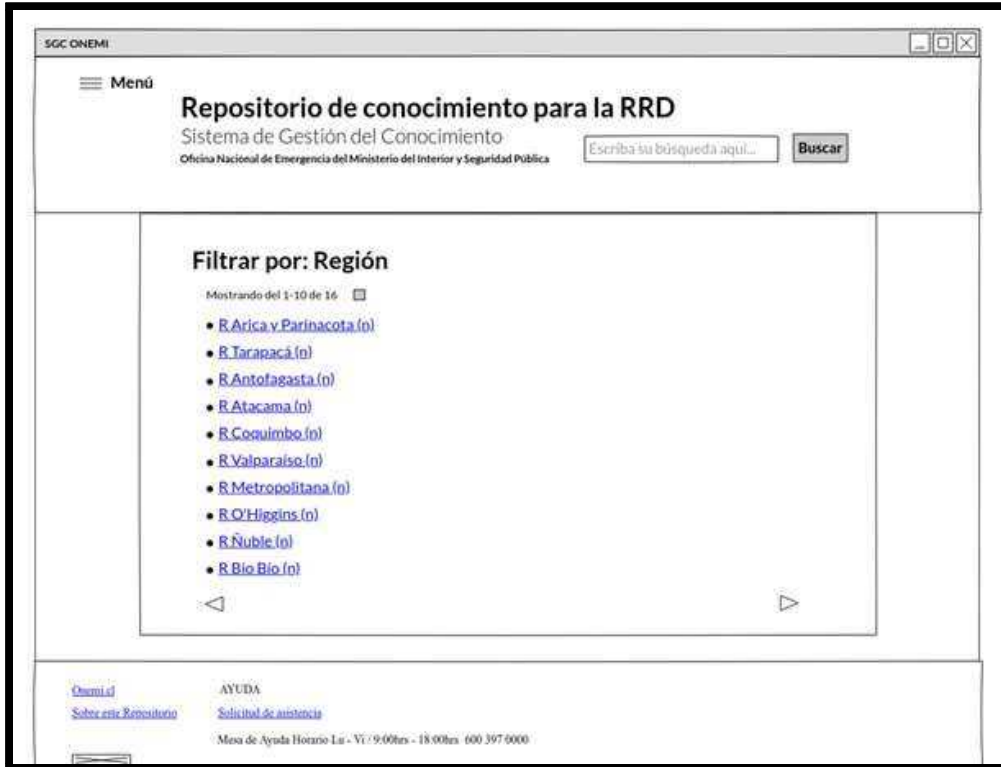 SGC ONEMI
Menú
Repositorio de conocimiento para la RRD
Sistema de Gestión del Conocimiento
Oficina Nacional de Emergencia del Ministerio del Interior y Seguridad Pública
Escriba su búsqueda aquí...
Buscar
Filtrar por: Región
Mostrando del 1-10 de 16
R Arica y Parinacota (n)
R Tarapacá (n)
R Antofagasta (n)
R Atacama (n)
R Coquimbo (n)
R Valparaíso (n)
R Metropolitana (n)
R O'Higgins (n)
R Ñuble (n)
R Bío Bío (n)
Onemi.cl
AYUDA
Sobre este Repositorio
Solicitud de asistencia
Mesa de Ayuda Horario Lu - Vi / 9:00hrs - 18:00hrs 600 397 0000